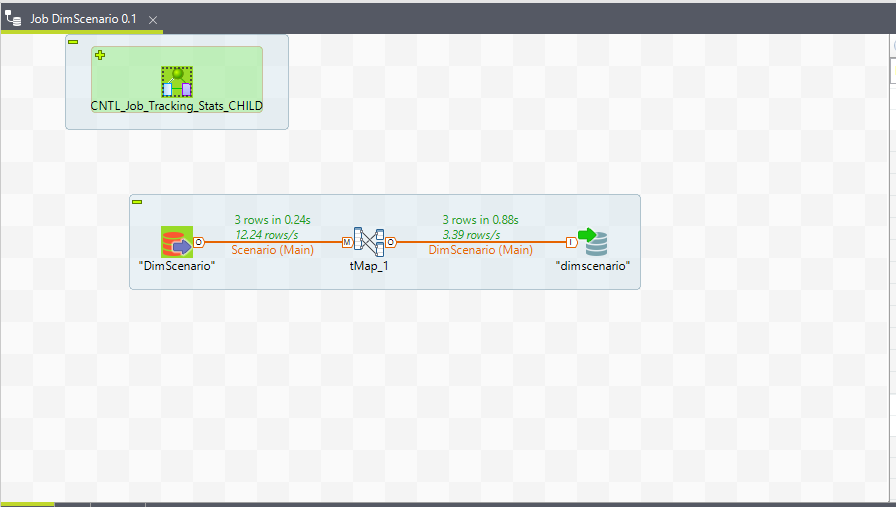 Job DimScenario 0.1
CNTL_Job_Tracking_Stats_CHILD
3 rows in 0.24s
12.24 rows/s
Scenario (Main)
3 rows in 0.88s
3.39 rows/s
DimScenario (Main)
O
M
O
I
"DimScenario"
tMap_1
"dimscenario"